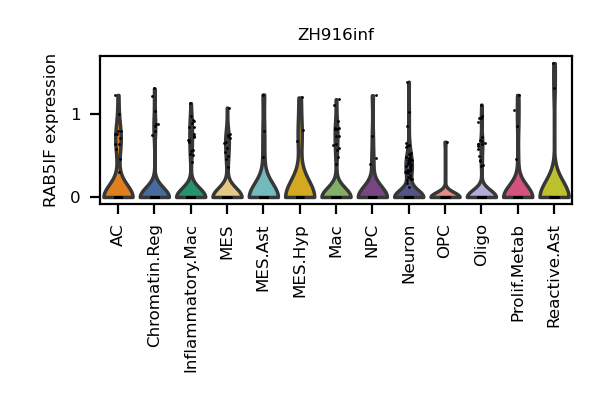 ZH916inf
RAB5IF expression
1
0
AC
Chromatin.Reg
Inflammatory.Mac
MES
MES.Ast
MES.Hyp
Mac
NPC
Neuron
OPC
Oligo
Prolif.Metab
Reactive.Ast